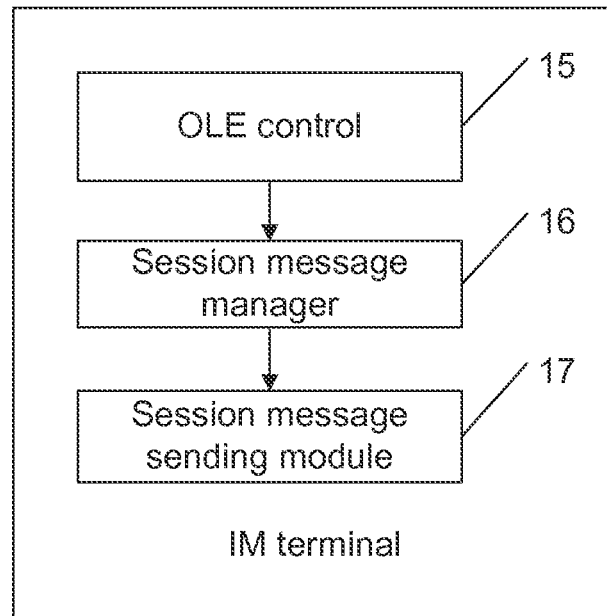 15
OLE control
16
Session message
manager
17
Session message
sending module
IM terminal